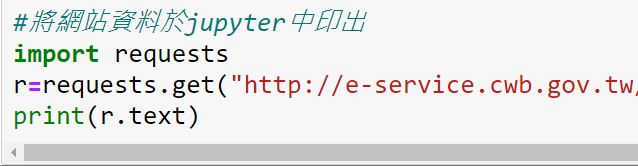 #將網站資料於jupyter中印出
import requests
r=requests.get("http://e-service.cwb.gov.tw/
print(r.text)